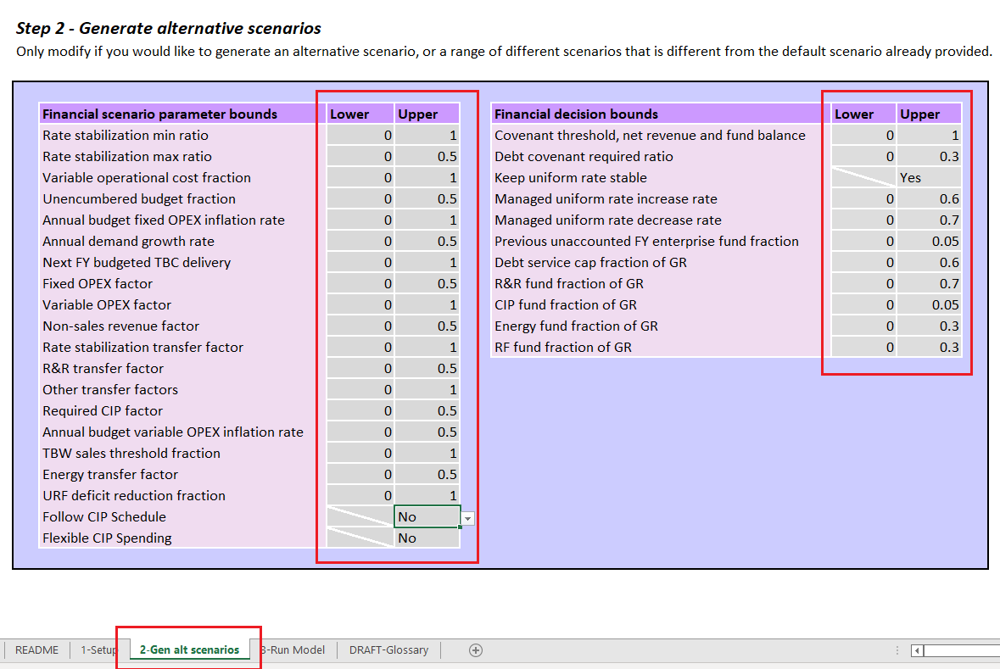 Step 2 - Generate alternative scenarios
Only modify if you would like to generate an alternative scenario, or a range of different scenarios that is different from the default scenario already provided.
Financial scenario parameter bounds Lower Upper
Rate stabilization min ratio 0 1
Rate stabilization max ratio 0 0.5
Variable operational cost fraction 0 1
Unencumbered budget fraction 0 0.5
Annual budget fixed OPEX inflation rate 0 1
Annual demand growth rate 0 0.5
Next FY budgeted TBC delivery 0 1
Fixed OPEX factor 0 0.5
Variable OPEX factor 0 1
Non-sales revenue factor 0 0.5
Rate stabilization transfer factor 0 1
R&R transfer factor 0 0.5
Other transfer factors 0 1
Required CIP factor 0 0.5
Annual budget variable OPEX inflation rate 0 0.5
TBW sales threshold fraction 0 1
Energy transfer factor 0 0.5
URF deficit reduction fraction 0 1
Follow CIP Schedule No
Flexible CIP Spending No
Financial decision bounds Lower Upper
Covenant threshold, net revenue and fund balance 0 1
Debt covenant required ratio 0 0.3
Keep uniform rate stable Yes
Managed uniform rate increase rate 0 0.6
Managed uniform rate decrease rate 0 0.7
Previous unaccounted FY enterprise fund fraction 0 0.05
Debt service cap fraction of GR 0 0.6
R&R fund fraction of GR 0 0.7
CIP fund fraction of GR 0 0.05
Energy fund fraction of GR 0 0.3
RF fund fraction of GR 0 0.3
README 1-Setup 2-Gen alt scenarios 3-Run Model DRAFT-Glossary